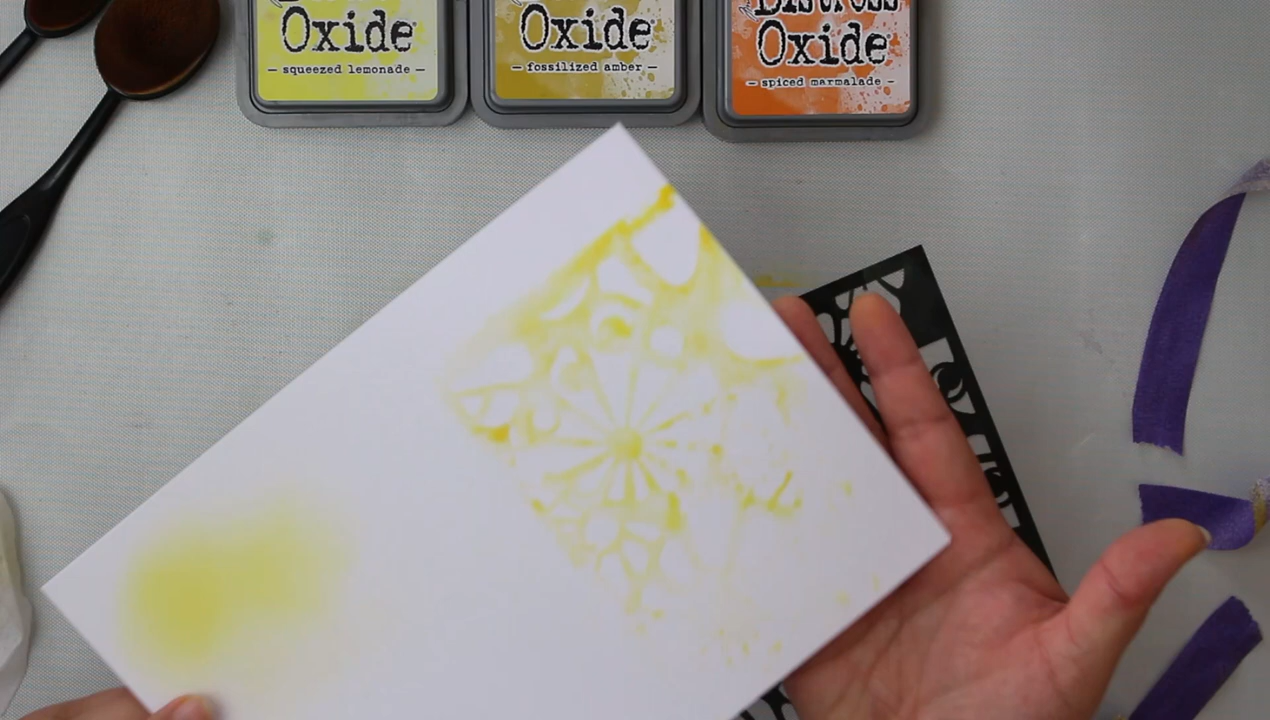 Oxide
— squeezed lemonade —
Oxide
— fossilized amber —
Distress
Oxide
— spiced marmalade —